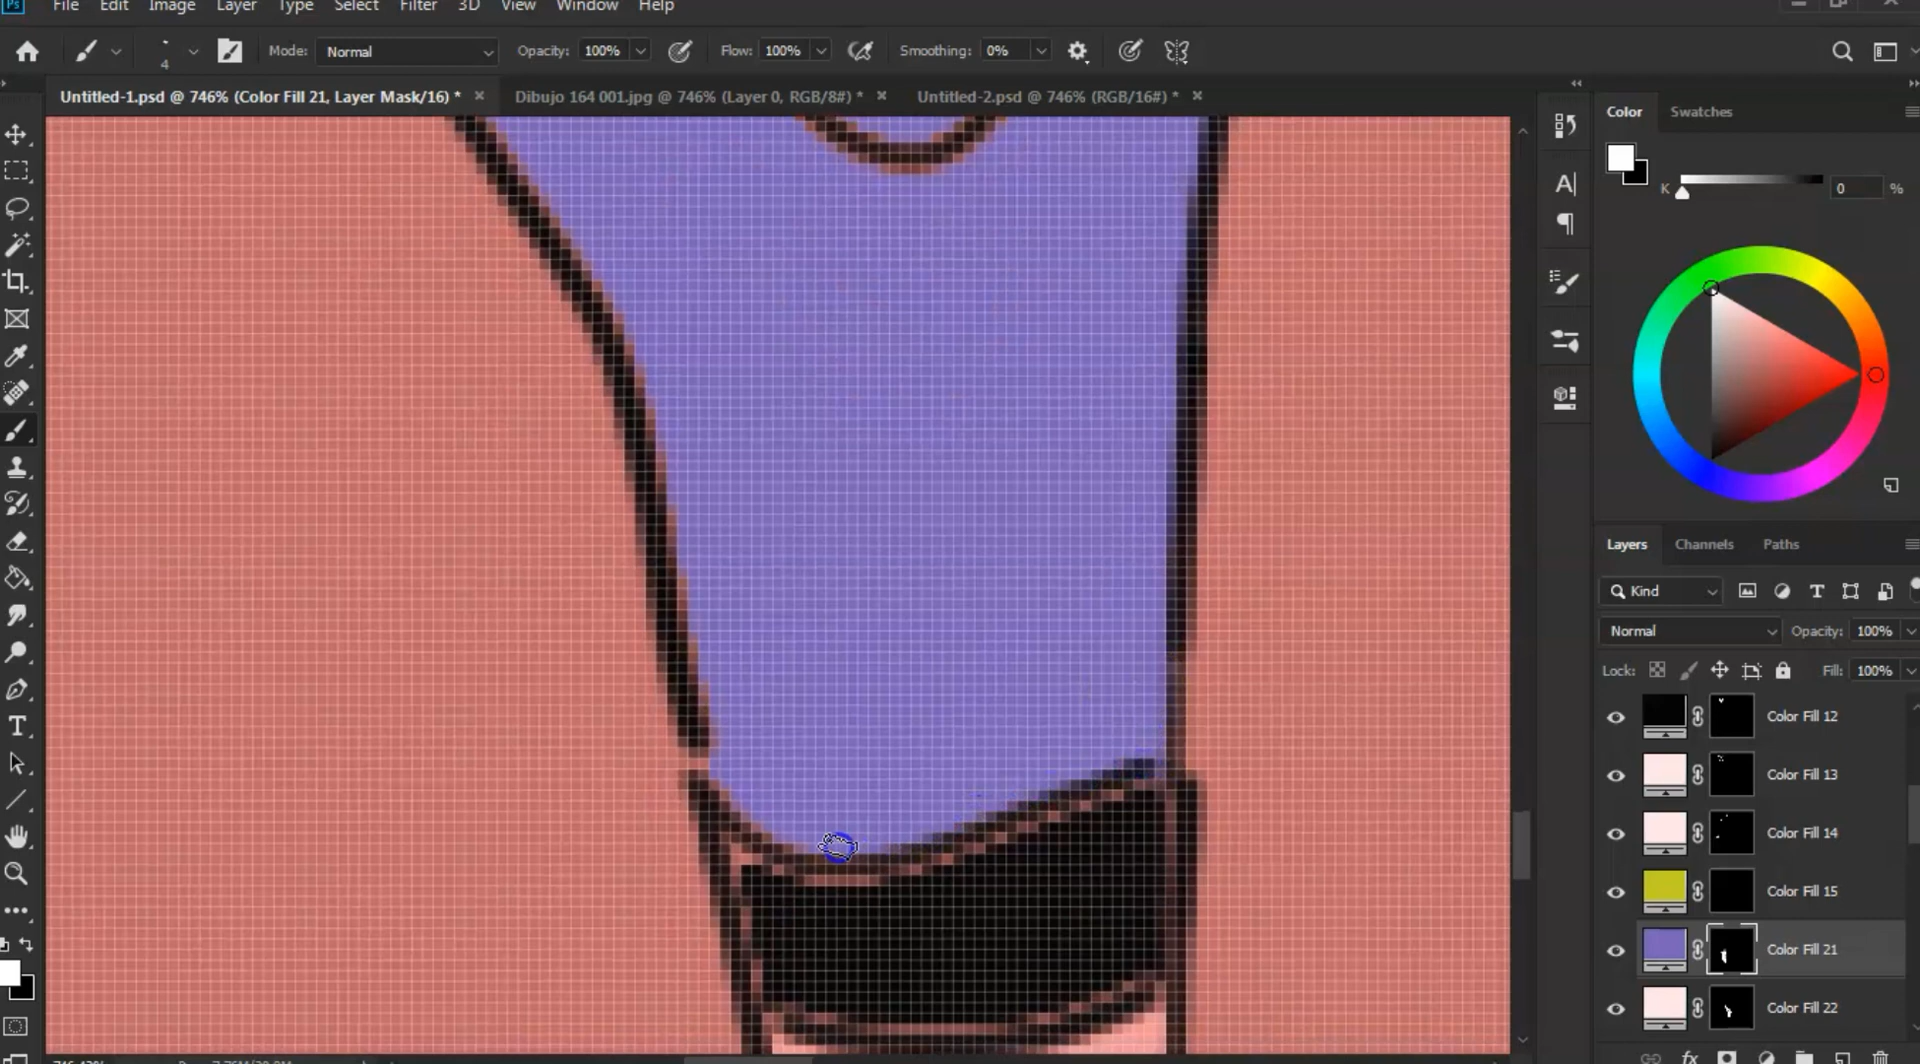 Ps File Edit Image Layer Type Select Filter 3D View Window Help
4 Mode: Normal Opacity: 100% Flow: 100% Smoothing: 0%
Untitled-1.psd @ 746% (Color Fill 21, Layer Mask/16) * × Dibujo 164 001.jpg @ 746% (Layer 0, RGB/8#) * × Untitled-2.psd @ 746% (RGB/16#) * ×
Color Swatches
K 0 %
Layers Channels Paths
Kind
Normal Opacity: 100%
Lock: Fill: 100%
Color Fill 12
Color Fill 13
Color Fill 14
Color Fill 15
Color Fill 21
Color Fill 22
fx